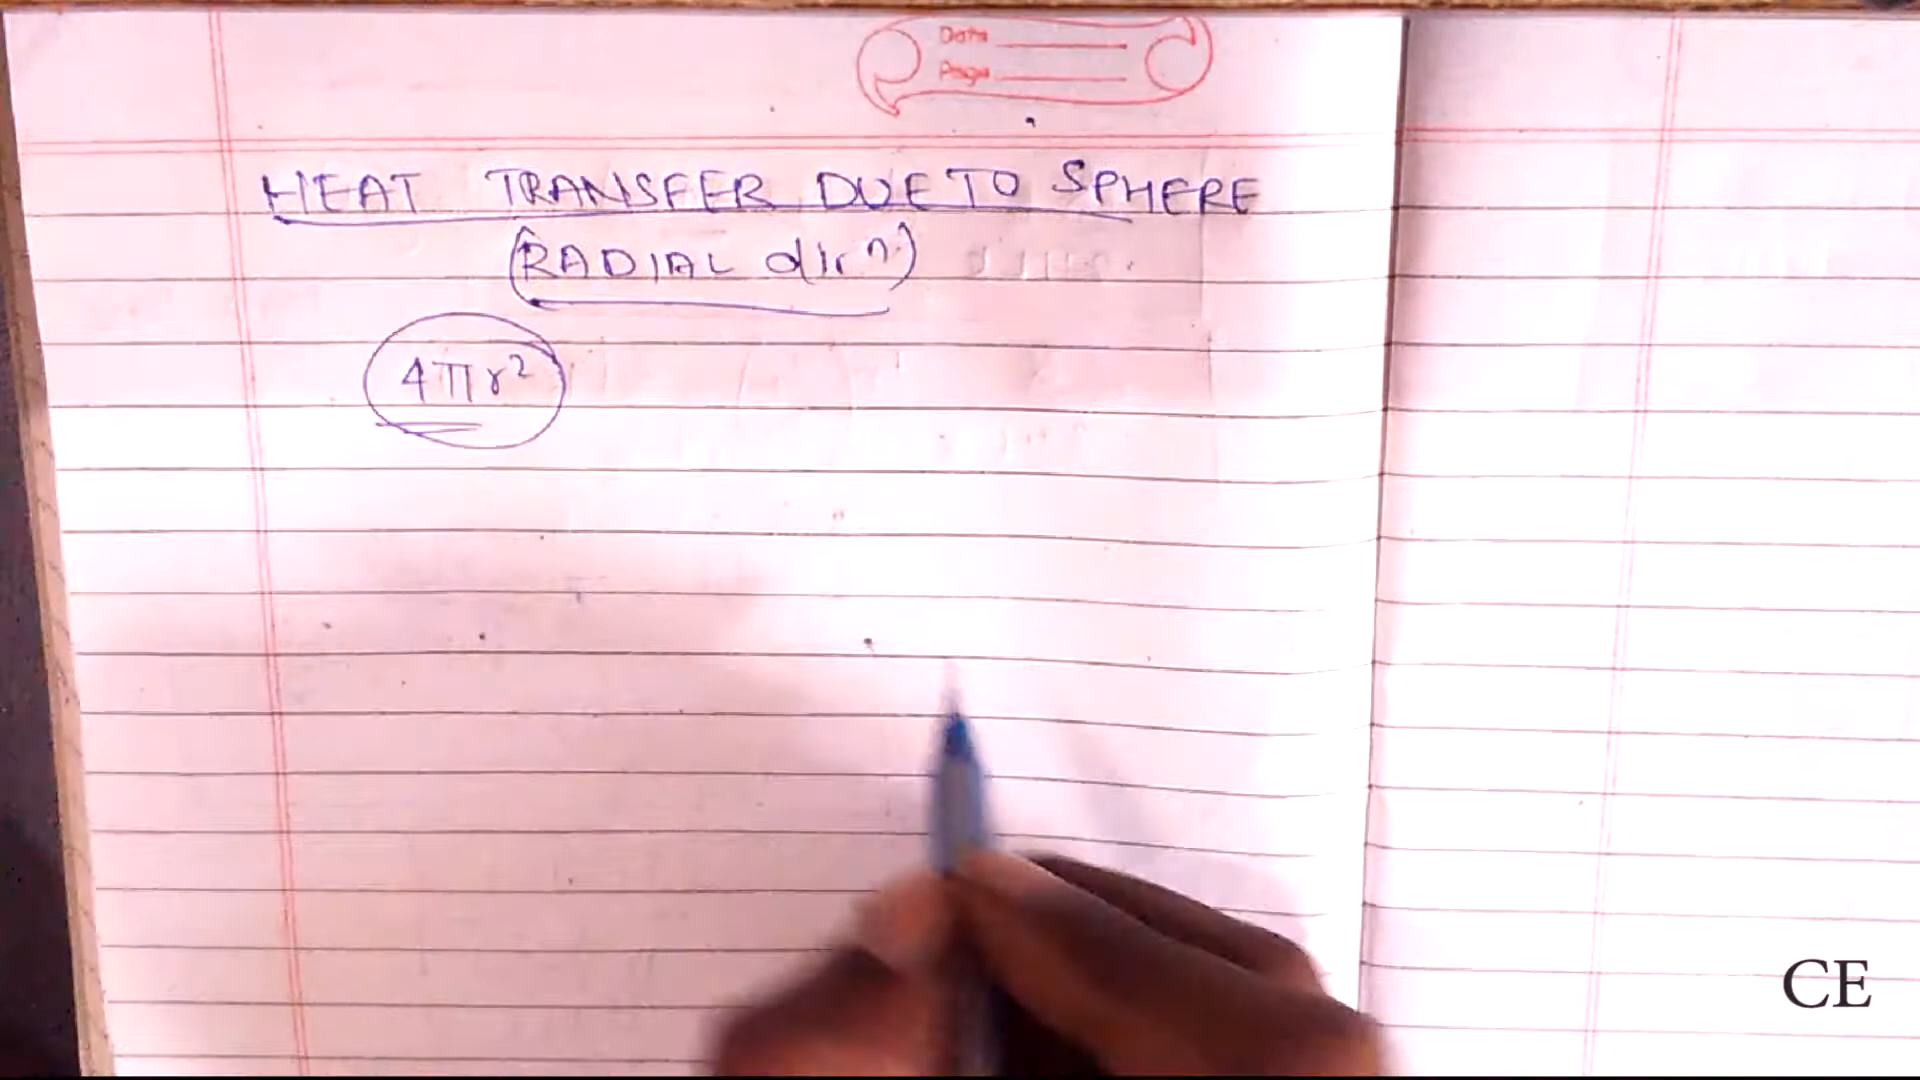 Date
Page
HEAT TRANSFER DUE TO SPHERE
(RADIAL dirⁿ.)
4πr²
CE